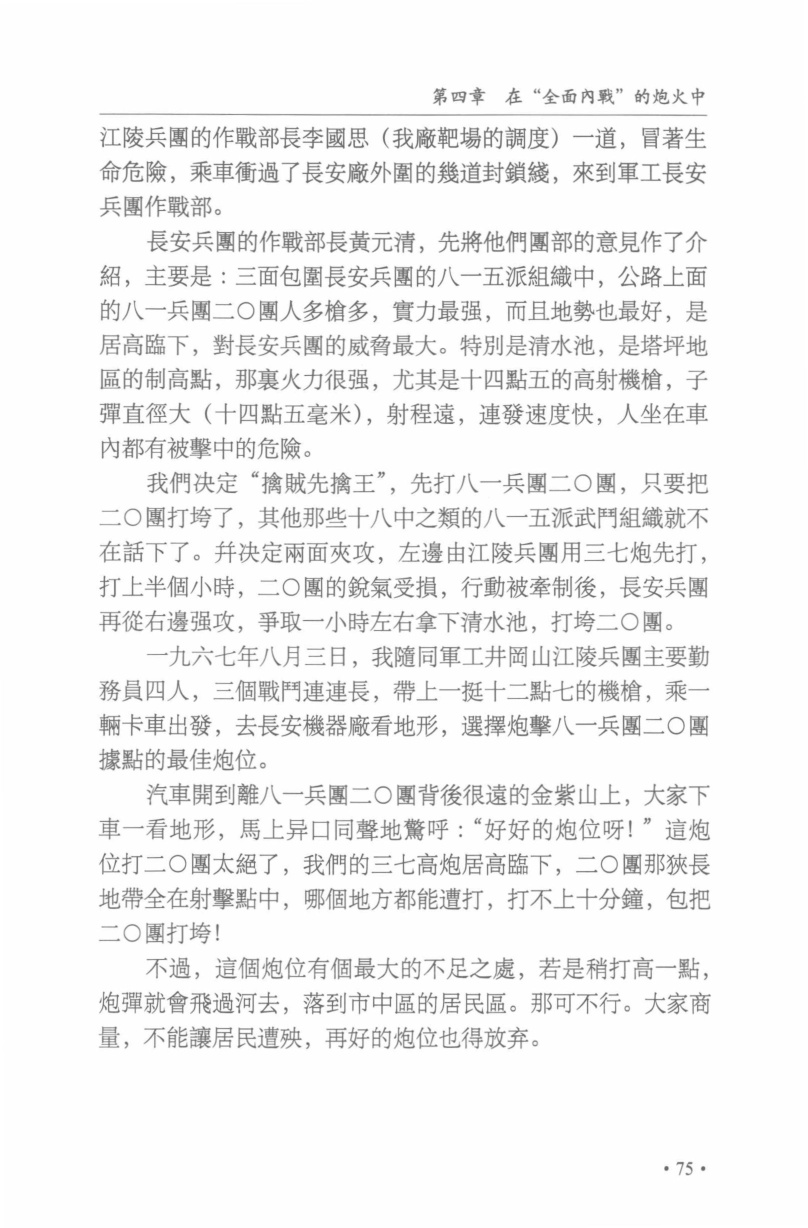 第四章　在“全面內戰”的炮火中
江陵兵團的作戰部長李國思（我廠靶場的調度）一道，冒著生
命危險，乘車衝過了長安廠外圍的幾道封鎖綫，來到軍工長安
兵團作戰部。
長安兵團的作戰部長黃元清，先將他們團部的意見作了介
紹，主要是：三面包圍長安兵團的八一五派組織中，公路上面
的八一兵團二〇團人多槍多，實力最强，而且地勢也最好，是
居高臨下，對長安兵團的威脅最大。特別是清水池，是塔坪地
區的制高點，那裏火力很强，尤其是十四點五的高射機槍，子
彈直徑大（十四點五毫米），射程遠，連發速度快，人坐在車
內都有被擊中的危險。
我們决定“擒賊先擒王”，先打八一兵團二〇團，只要把
二〇團打垮了，其他那些十八中之類的八一五派武鬥組織就不
在話下了。幷决定兩面夾攻，左邊由江陵兵團用三七炮先打，
打上半個小時，二〇團的銳氣受損，行動被牽制後，長安兵團
再從右邊强攻，爭取一小時左右拿下清水池，打垮二〇團。
一九六七年八月三日，我隨同軍工井岡山江陵兵團主要勤
務員四人，三個戰鬥連連長，帶上一挺十二點七的機槍，乘一
輛卡車出發，去長安機器廠看地形，選擇炮擊八一兵團二〇團
據點的最佳炮位。
汽車開到離八一兵團二〇團背後很遠的金紫山上，大家下
車一看地形，馬上异口同聲地驚呼：“好好的炮位呀！”這炮
位打二〇團太絕了，我們的三七高炮居高臨下，二〇團那狹長
地帶全在射擊點中，哪個地方都能遭打，打不上十分鐘，包把
二〇團打垮！
不過，這個炮位有個最大的不足之處，若是稍打高一點，
炮彈就會飛過河去，落到市中區的居民區。那可不行。大家商
量，不能讓居民遭殃，再好的炮位也得放弃。
·75·